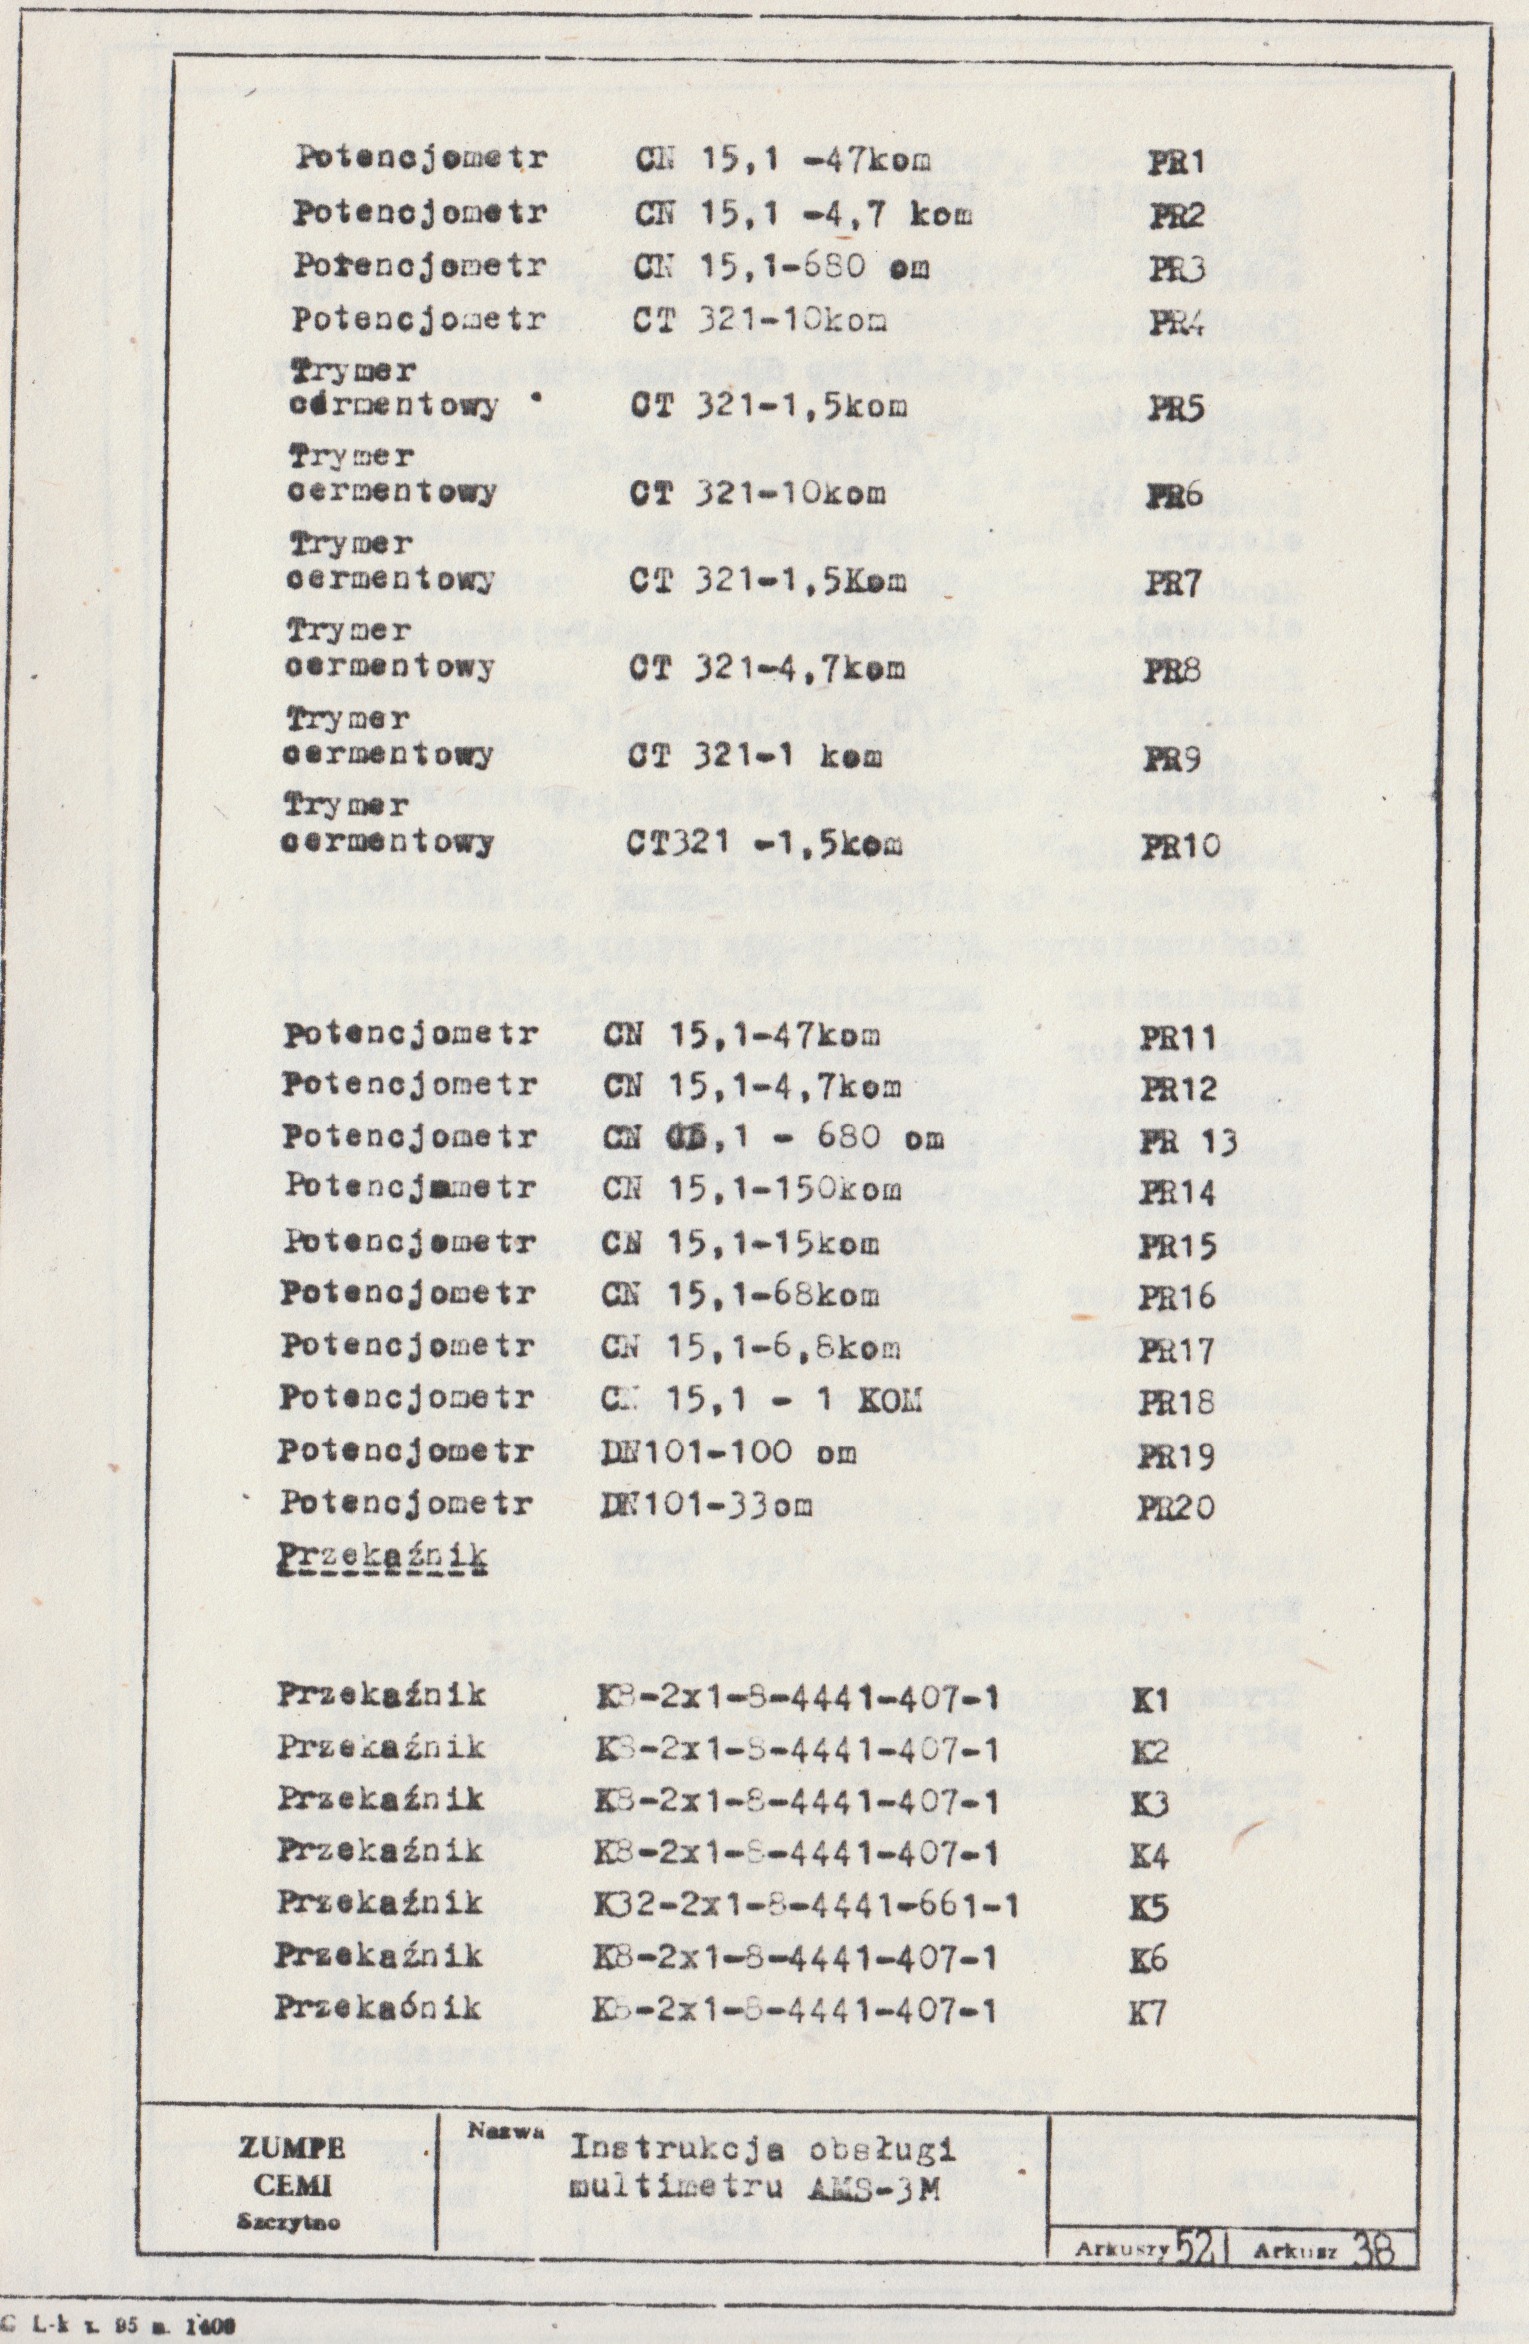 Potencjometr CN 15,1 -47kom PR1
Potencjometr CN 15,1 -4,7 kom PR2
Potencjometr CN 15,1-680 om PR3
Potencjometr CT 321-10kom PR4
Trymer
cermentowy CT 321-1,5kom PR5
Trymer
cermentowy CT 321-10kom PR6
Trymer
cermentowy CT 321-1,5Kom PR7
Trymer
cermentowy CT 321-4,7kom PR8
Trymer
cermentowy CT 321-1 kom PR9
Trymer
cermentowy CT321 -1,5kom PR10
Potencjometr CN 15,1-47kom PR11
Potencjometr CN 15,1-4,7kom PR12
Potencjometr CN 15,1 - 680 om PR 13
Potencjametr CN 15,1-150kom PR14
Potencjometr CN 15,1-15kom PR15
Potencjometr CN 15,1-68kom PR16
Potencjometr CN 15,1-6,8kom PR17
Potencjometr CN 15,1 - 1 KOM PR18
Potencjometr DN101-100 om PR19
Potencjometr DN101-33om PR20
Przekaźnik
Przekaźnik K8-2x1-8-4441-407-1 K1
Przekaźnik K8-2x1-8-4441-407-1 K2
Przekaźnik K8-2x1-8-4441-407-1 K3
Przekaźnik K8-2x1-8-4441-407-1 K4
Przekaźnik K32-2x1-8-4441-661-1 K5
Przekaźnik K8-2x1-8-4441-407-1 K6
Przekaónik K8-2x1-8-4441-407-1 K7
ZUMPE
CEMI
Szczytno
Nazwa Instrukcja obsługi
multimetru AMS-3M
Arkuszy 52 Arkusz 38
L-k z. 95 n. 1400